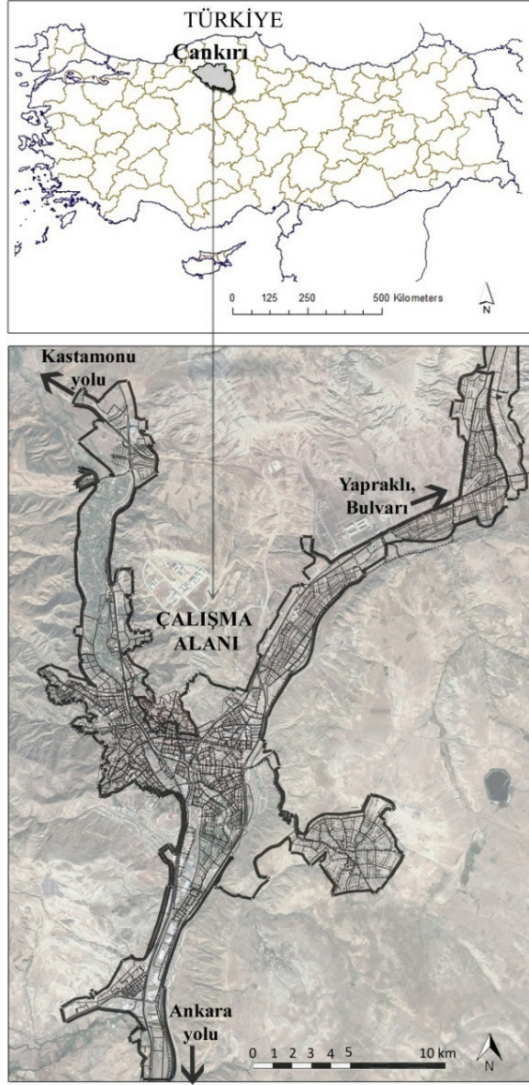 TÜRKİYE
Çankırı
0 125 250 500 Kilometers
N
Kastamonu
yolu
Yapraklı,
Bulvarı
ÇALIŞMA
ALANI
Ankara
yolu
0 1 2 3 4 5 10 km
N